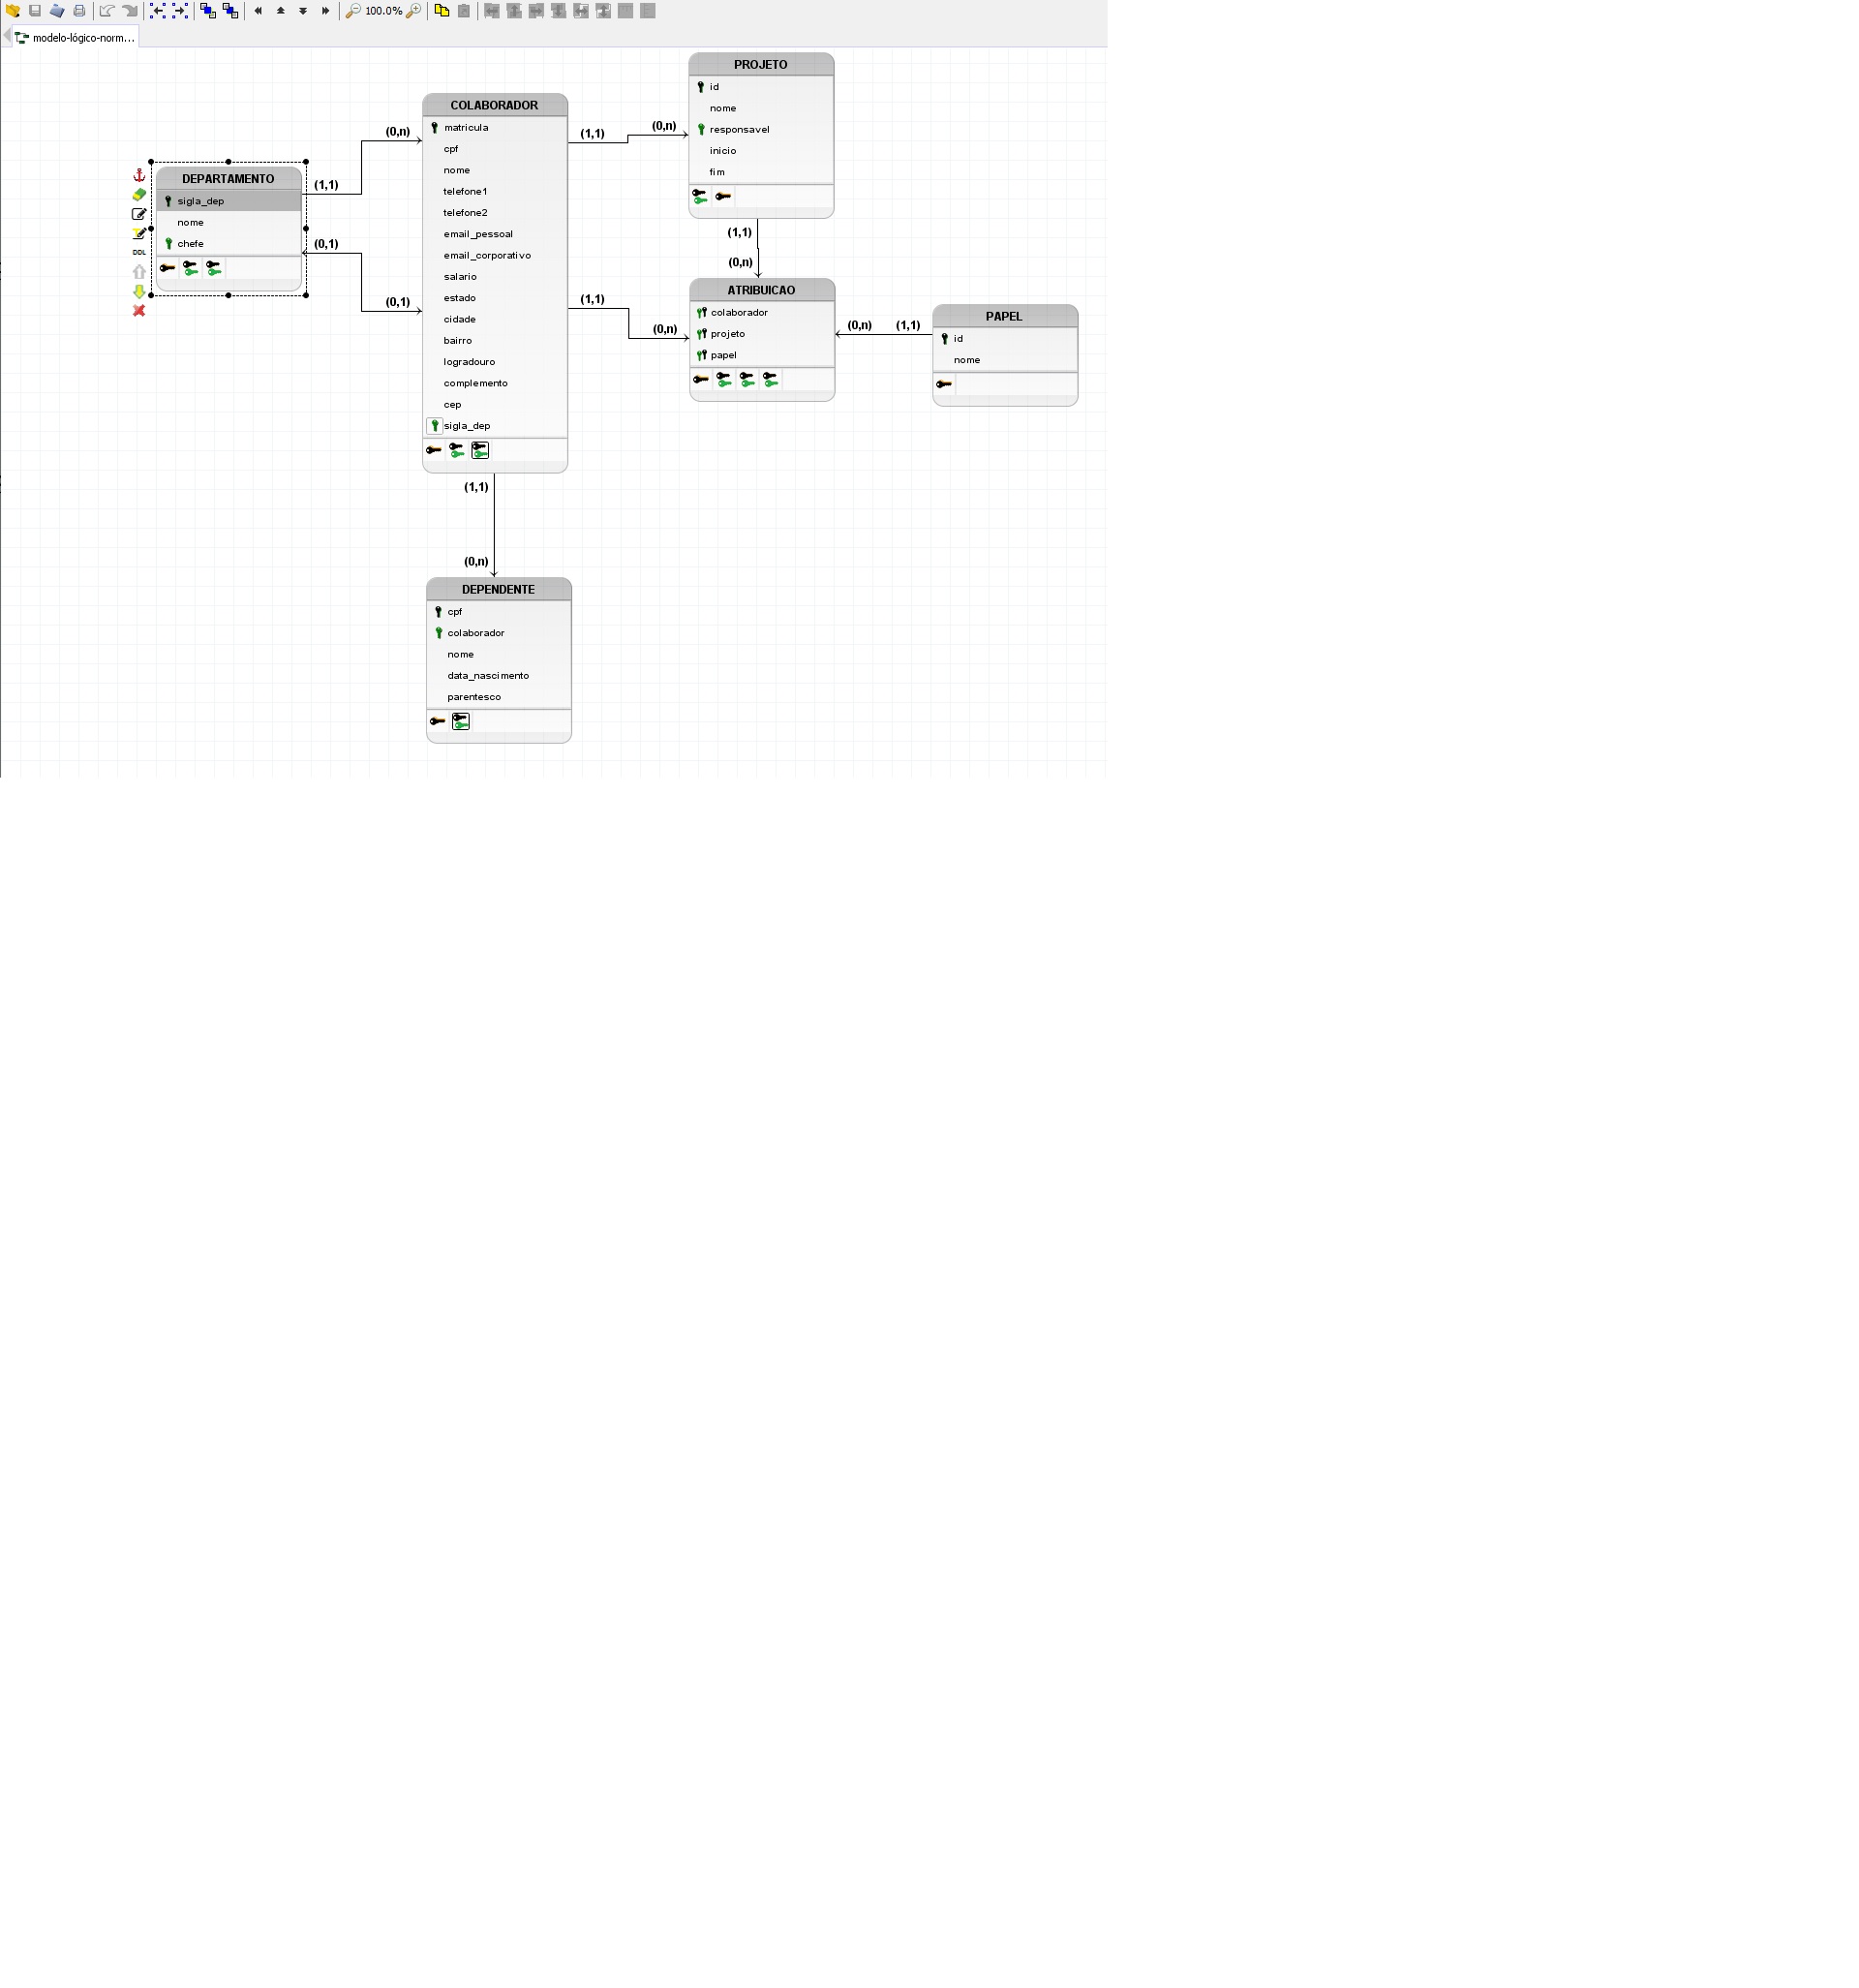 100.0%
modelo-lógico-norm...
PROJETO
id
nome
responsavel
inicio
fim
COLABORADOR
matricula
cpf
nome
telefone1
telefone2
email_pessoal
email_corporativo
salario
estado
cidade
bairro
logradouro
complemento
cep
sigla_dep
(0,n)
(1,1)
(0,n)
(1,1)
DEPARTAMENTO
sigla_dep
nome
chefe
DDL
(0,1)
(0,1)
(1,1)
(0,n)
ATRIBUICAO
colaborador
projeto
papel
(1,1)
(0,n)
(0,n)
(1,1)
PAPEL
id
nome
(1,1)
(0,n)
DEPENDENTE
cpf
colaborador
nome
data_nascimento
parentesco